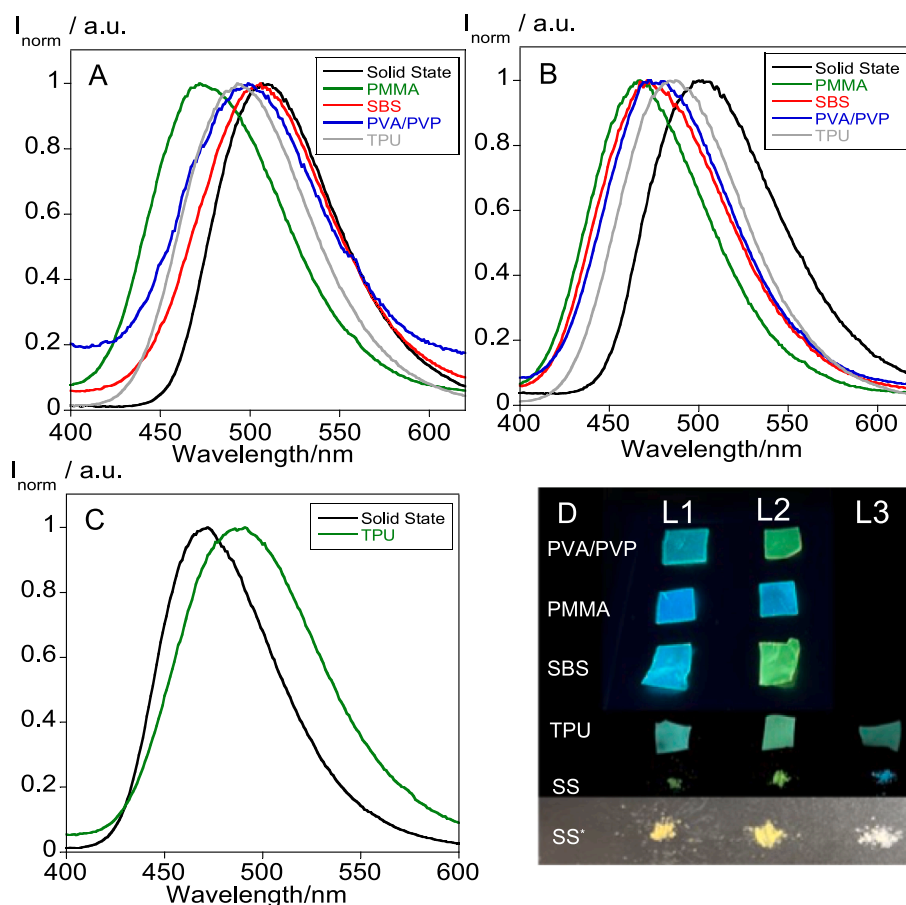 I norm / a.u.
A
Solid State
PMMA
SBS
PVA/PVP
TPU
1
0.8
0.6
0.4
0.2
0
400 450 500 550 600
Wavelength/nm
I norm / a.u.
B
Solid State
PMMA
SBS
PVA/PVP
TPU
1
0.8
0.6
0.4
0.2
0
400 450 500 550 600
Wavelength/nm
I norm / a.u.
C
Solid State
TPU
1
0.8
0.6
0.4
0.2
0
400 450 500 550 600
Wavelength/nm
D L1 L2 L3
PVA/PVP
PMMA
SBS
TPU
SS
SS*